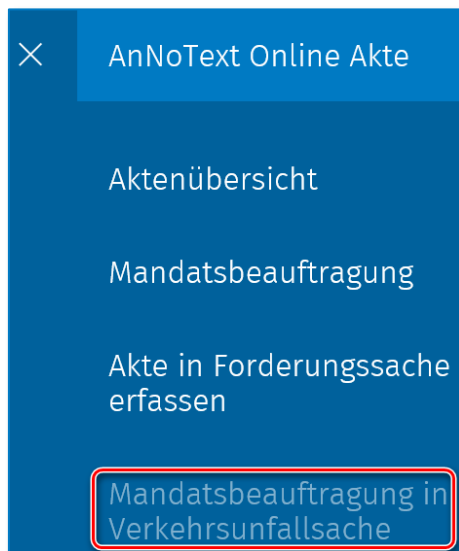 AnNoText Online Akte
Aktenübersicht
Mandatsbeauftragung
Akte in Forderungssache
erfassen
Mandatsbeauftragung in
Verkehrsunfallsache